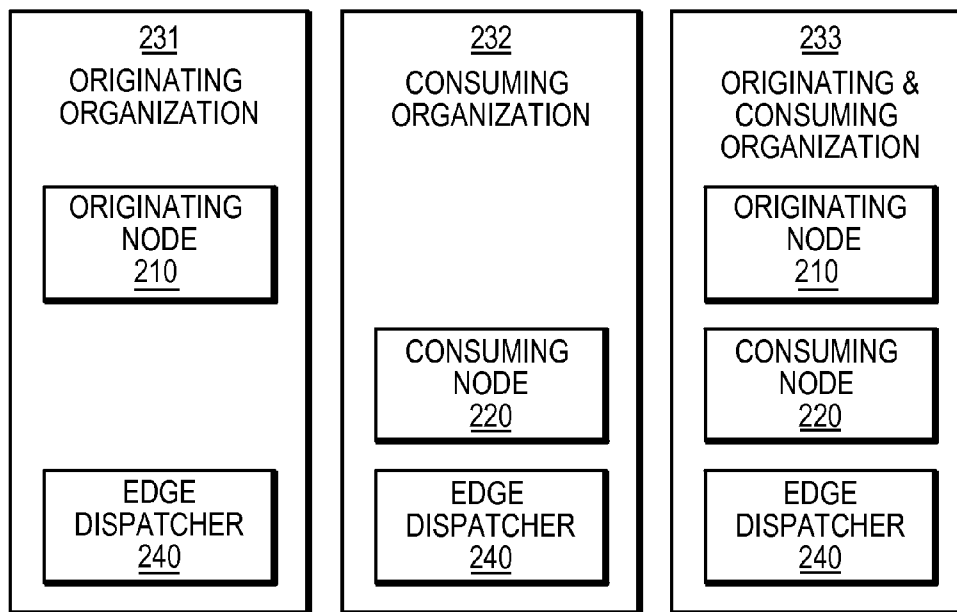 231
ORIGINATING
ORGANIZATION
ORIGINATING
NODE
210
EDGE
DISPATCHER
240
232
CONSUMING
ORGANIZATION
CONSUMING
NODE
220
EDGE
DISPATCHER
240
233
ORIGINATING &
CONSUMING
ORGANIZATION
ORIGINATING
NODE
210
CONSUMING
NODE
220
EDGE
DISPATCHER
240